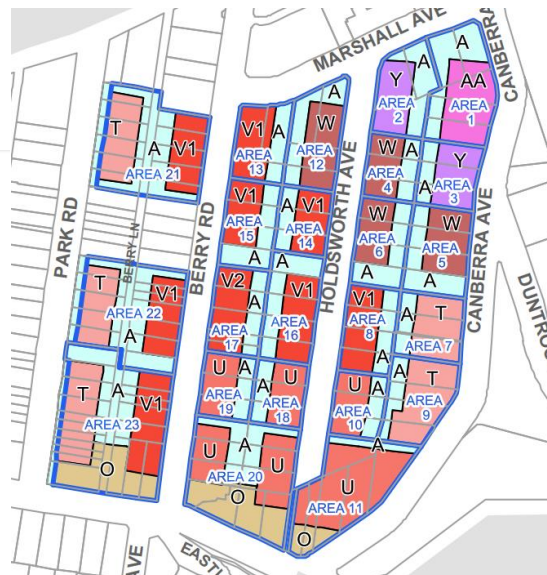 MARSHALL AVE
CANBERRA
A
A
Y
AA
AREA 2
AREA 1
A
T
A
V1
AREA 21
V1
A
AREA 13
W
AREA 12
W
A
AREA 4
Y
AREA 3
V1
A
V1
AREA 15
AREA 14
W
A
W
AREA 6
AREA 5
PARK RD
BERRY LN
BERRY RD
HOLDSWORTH AVE
CANBERRA AVE
DUNTRO
A
A
A
T
V1
AREA 22
A
V2
A
V1
AREA 17
AREA 16
V1
A
AREA 8
T
AREA 7
T
A
V1
AREA 23
U
A
U
AREA 19
AREA 18
U
A
AREA 10
T
AREA 9
A
O
U
A
U
AREA 20
O
U
AREA 11
O
AVE
EASTL